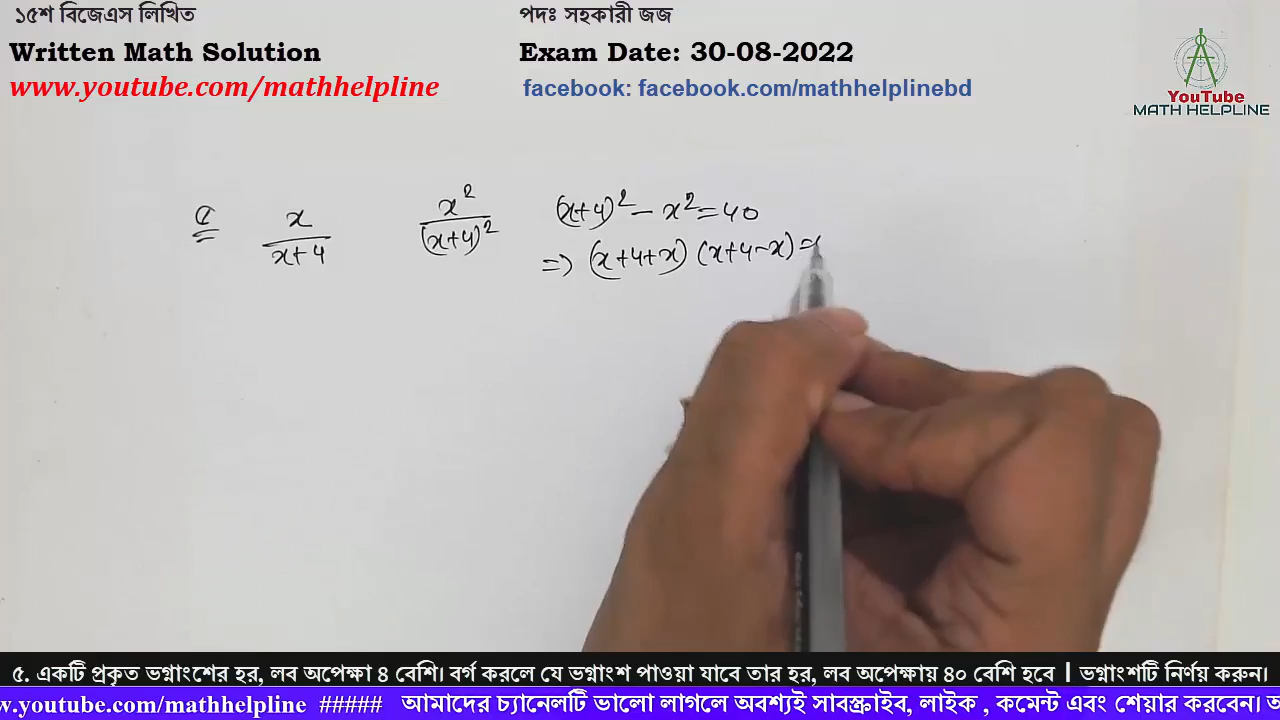 ১৫শ বিজেএস লিখিত
পদঃ সহকারী জজ
Written Math Solution
Exam Date: 30-08-2022
www.youtube.com/mathhelpline
facebook: facebook.com/mathhelplinebd
YouTube
MATH HELPLINE
x/(x+4)
x²/(x+4)²
(x+4)² - x² = 40
=> (x+4+x) (x+4-x) =
৫. একটি প্রকৃত ভগ্নাংশের হর, লব অপেক্ষা ৪ বেশি। বর্গ করলে যে ভগ্নাংশ পাওয়া যাবে তার হর, লব অপেক্ষায় ৪০ বেশি হবে । ভগ্নাংশটি নির্ণয় করুন।
w.youtube.com/mathhelpline ##### আমাদের চ্যানেলটি ভালো লাগলে অবশ্যই সাবস্ক্রাইব, লাইক , কমেন্ট এবং শেয়ার করবেন।